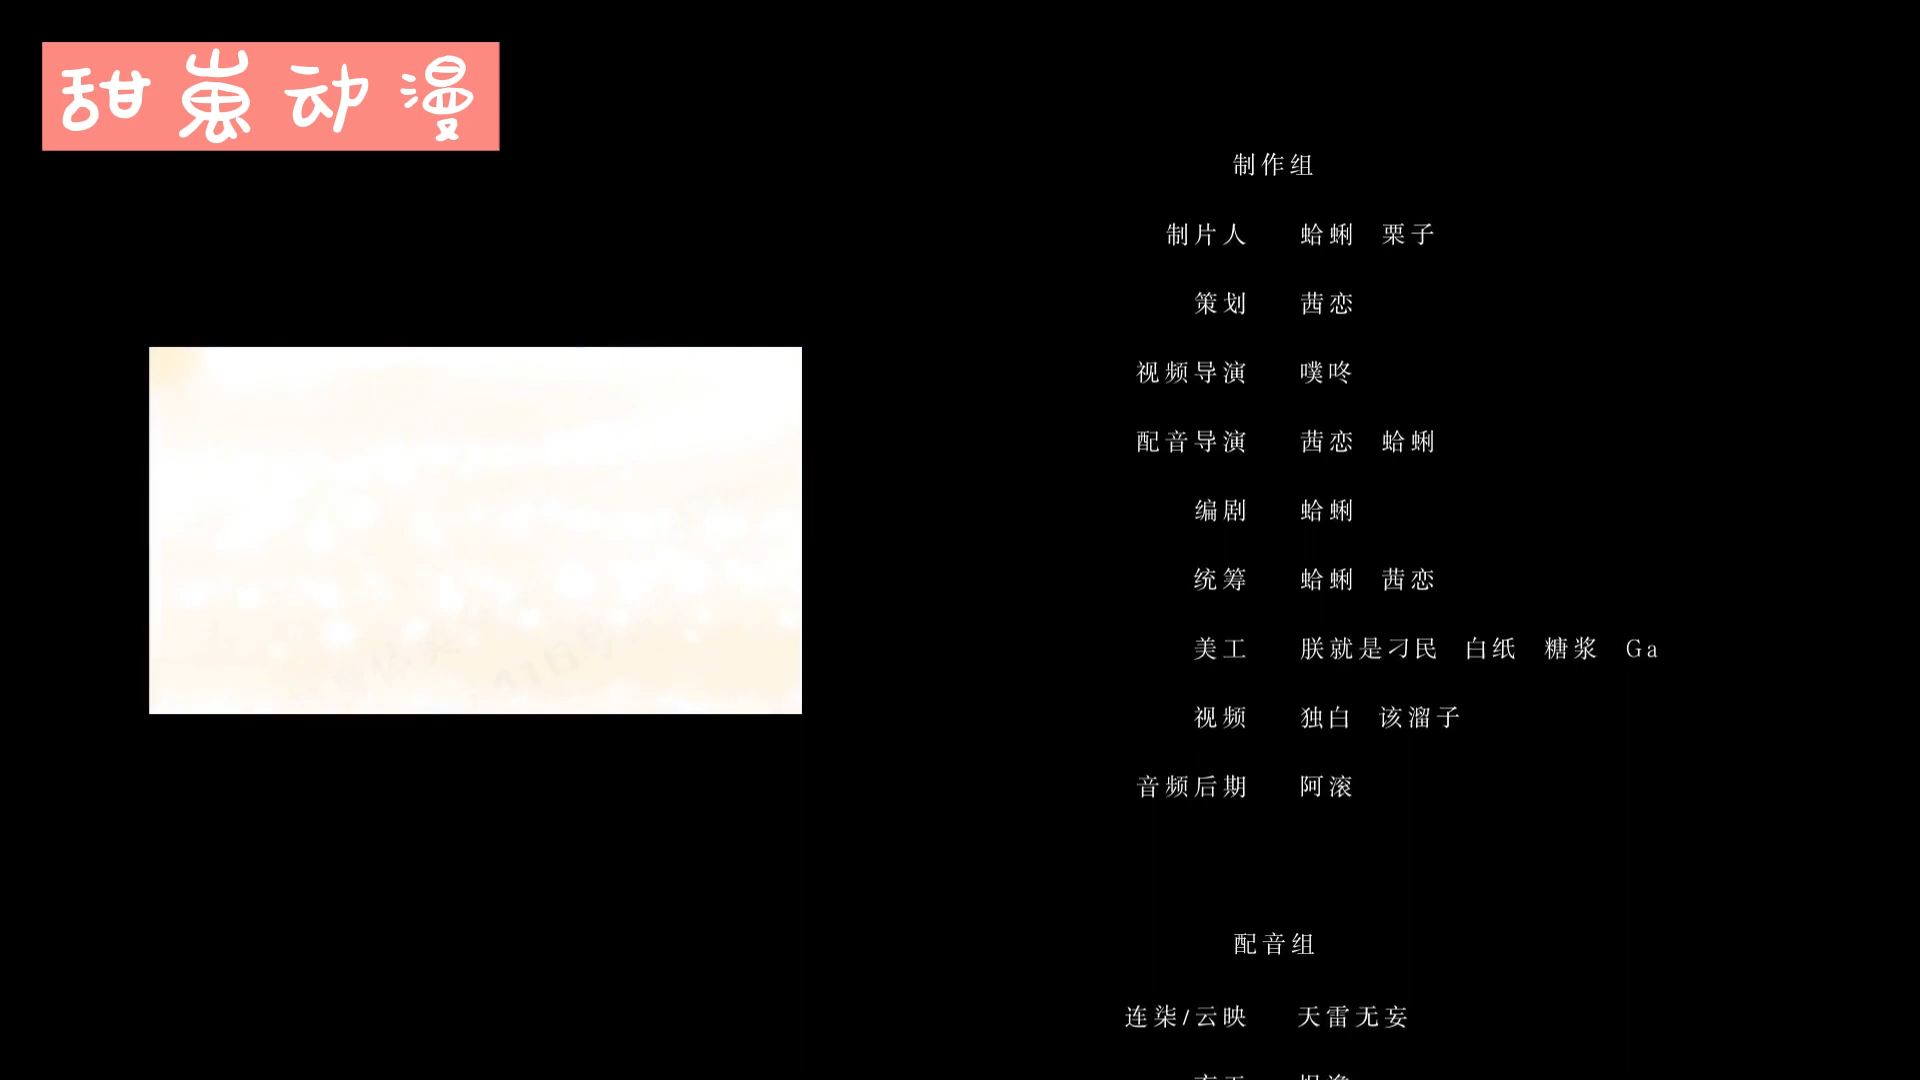 甜崽动漫
制作组
制片人 蛤蜊 栗子
策划 茜恋
视频导演 噗咚
配音导演 茜恋 蛤蜊
编剧 蛤蜊
统筹 蛤蜊 茜恋
美工 朕就是刁民 白纸 糖浆 Ga
视频 独白 该溜子
音频后期 阿滚
配音组
连柒/云映 天雷无妄